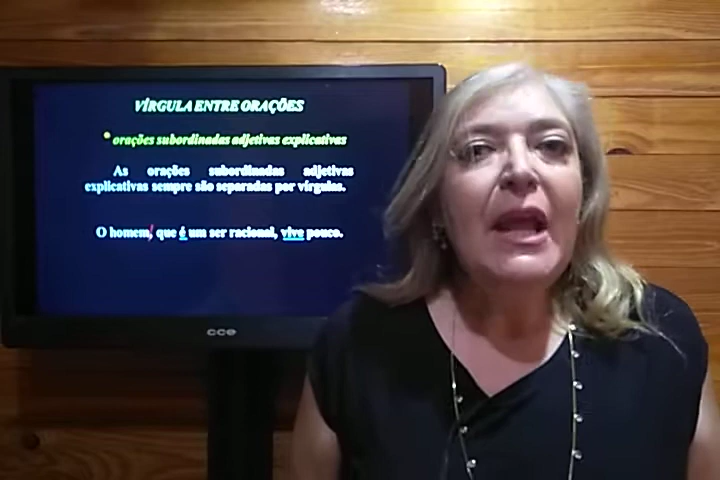 VÍRGULA ENTRE ORAÇÕES
orações subordinadas adjetivas explicativas
As orações subordinadas adjetivas
explicativas sempre são separadas por vírgulas.
O homem, que é um ser racional, vive pouco.
cce